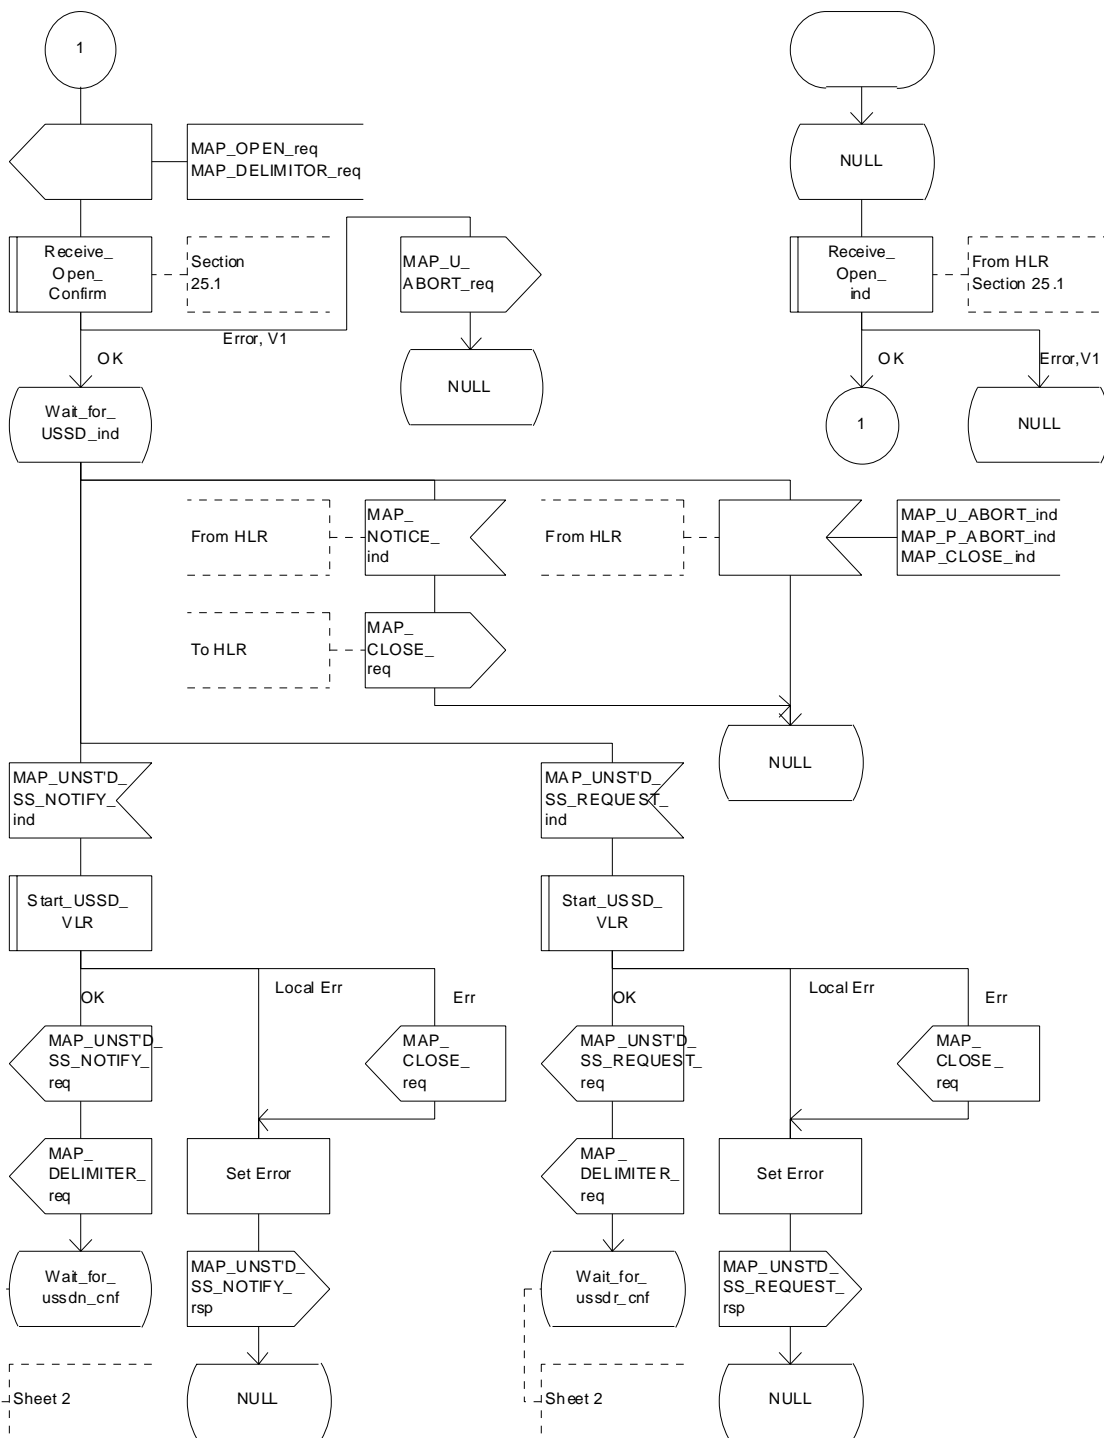 1
MAP_OPEN_req
MAP_DELIMITOR_req
NULL
Receive_
Open_
Confirm
Section
25.1
MAP_U_
ABORT_req
Receive_
Open_
ind
From HLR
Section 25.1
Error, V1
OK
NULL
OK
Error,V1
Wait_for_
USSD_ind
1
NULL
From HLR
MAP_
NOTICE_
ind
From HLR
MAP_U_ABORT_ind
MAP_P_ABORT_ind
MAP_CLOSE_ind
To HLR
MAP_
CLOSE_
req
NULL
MAP_UNST'D_
SS_NOTIFY_
ind
MAP_UNST'D_
SS_REQUEST_
ind
Start_USSD_
VLR
Start_USSD_
VLR
OK
Local Err
Err
OK
Local Err
Err
MAP_UNST'D_
SS_NOTIFY_
req
MAP_
CLOSE_
req
MAP_UNST'D_
SS_REQUEST_
req
MAP_
CLOSE_
req
MAP_
DELIMITER_
req
Set Error
MAP_
DELIMITER_
req
Set Error
Wait_for_
ussdn_cnf
MAP_UNST'D_
SS_NOTIFY_
rsp
Wait_for_
ussdr_cnf
MAP_UNST'D_
SS_REQUEST_
rsp
Sheet 2
NULL
Sheet 2
NULL